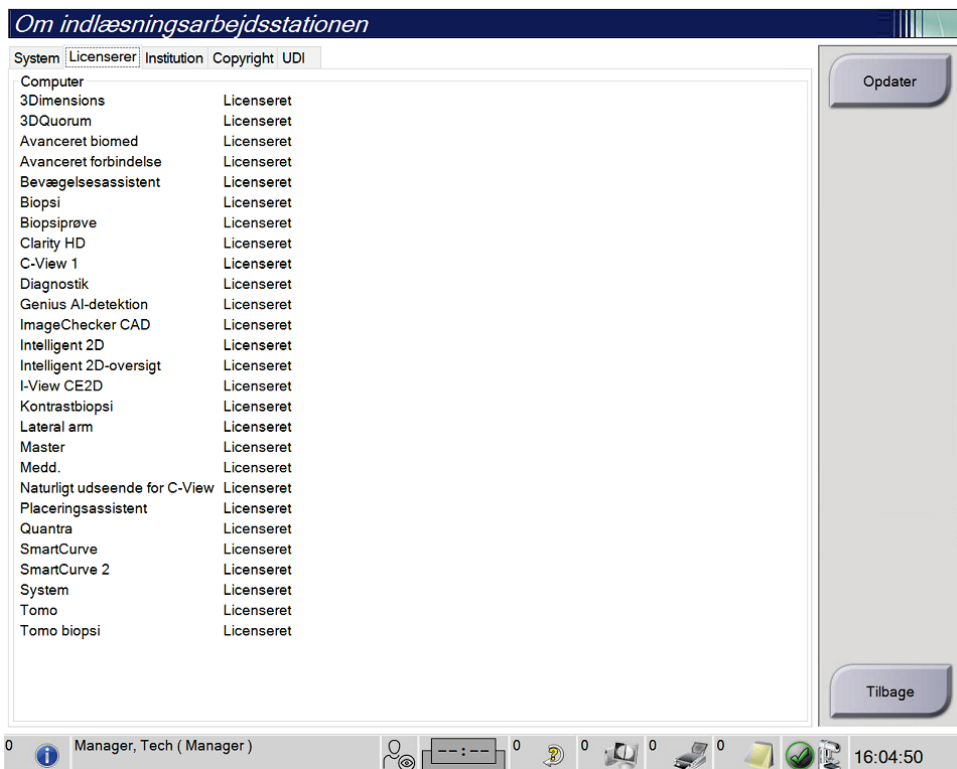 Om indlæsningsarbejdsstationen
System Licenserer Institution Copyright UDI
Opdater
Computer
3Dimensions Licenseret
3DQuorum Licenseret
Avanceret biomed Licenseret
Avanceret forbindelse Licenseret
Bevægelsesassistent Licenseret
Biopsi Licenseret
Biopsiprøve Licenseret
Clarity HD Licenseret
C-View 1 Licenseret
Diagnostik Licenseret
Genius AI-detektion Licenseret
ImageChecker CAD Licenseret
Intelligent 2D Licenseret
Intelligent 2D-oversigt Licenseret
I-View CE2D Licenseret
Kontrastbiopsi Licenseret
Lateral arm Licenseret
Master Licenseret
Medd. Licenseret
Naturligt udseende for C-View Licenseret
Placeringsassistent Licenseret
Quantra Licenseret
SmartCurve Licenseret
SmartCurve 2 Licenseret
System Licenseret
Tomo Licenseret
Tomo biopsi Licenseret
Tilbage
0 Manager, Tech ( Manager ) --:-- 0 0 0 0 16:04:50